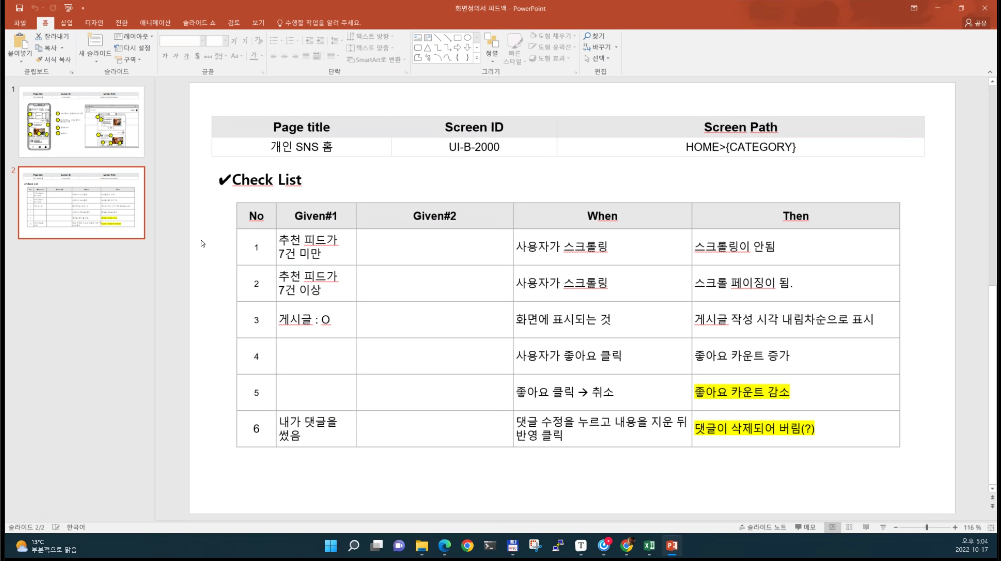 화면정의서 피드백 - PowerPoint
파일 홈 삽입 디자인 전환 애니메이션 슬라이드 쇼 검토 보기 수행할 작업을 알려 주세요.
공유
붙여넣기
잘라내기
복사
서식 복사
클립보드
새 슬라이드
레이아웃
다시 설정
구역
슬라이드
글꼴
텍스트 방향
텍스트 맞춤
SmartArt로 변환
단락
정렬
빠른 스타일
도형 채우기
도형 윤곽선
도형 효과
그리기
찾기
바꾸기
선택
편집
1
2
Page title Screen ID Screen Path
개인 SNS 홈 UI-B-2000 HOME>{CATEGORY}
✔Check List
No Given#1 Given#2 When Then
1 추천 피드가 7건 미만 사용자가 스크롤링 스크롤링이 안됨
2 추천 피드가 7건 이상 사용자가 스크롤링 스크롤 페이징이 됨.
3 게시글 : O 화면에 표시되는 것 게시글 작성 시각 내림차순으로 표시
4 사용자가 좋아요 클릭 좋아요 카운트 증가
5 좋아요 클릭 → 취소 좋아요 카운트 감소
6 내가 댓글을 썼음 댓글 수정을 누르고 내용을 지운 뒤 반영 클릭 댓글이 삭제되어 버림(?)
슬라이드 2/2 한국어 슬라이드 노트 메모 116 %
13°C
부분적으로 맑음
오후 5:04
2022-10-17